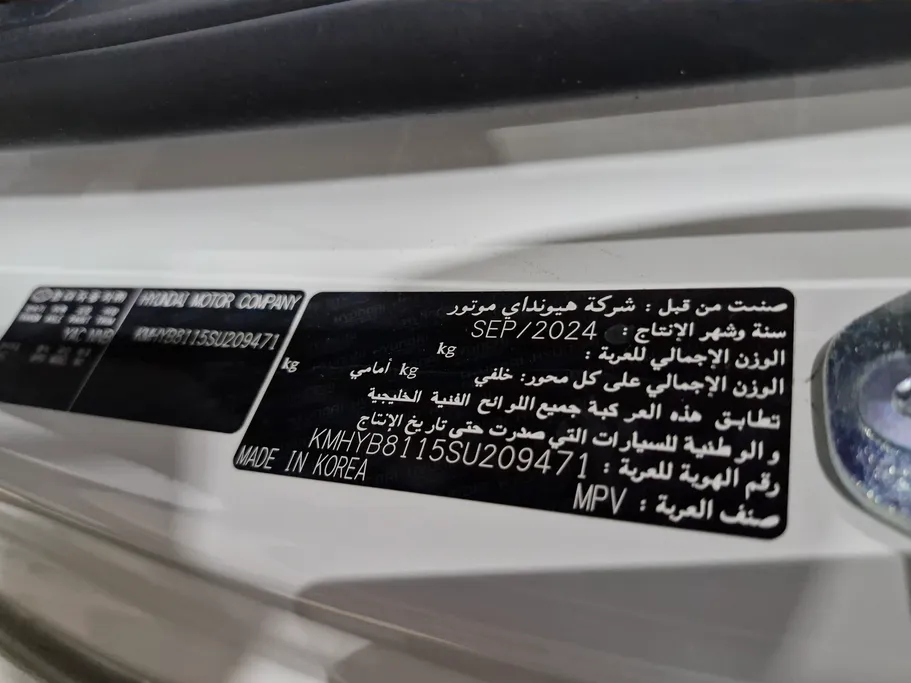 HYUNDAI MOTOR COMPANY
KMHYB8115SU209471
صنعت من قبل : شركة هيونداي موتور
سنة وشهر الإنتاج : SEP/2024
الوزن الإجمالي للعربة : kg
الوزن الإجمالي على كل محور: خلفي kg أمامي kg
تطابق هذه المركبة جميع اللوائح الفنية الخليجية
و الوطنية للسيارات التي صدرت حتى تاريخ الإنتاج
رقم الهوية للعربة : KMHYB8115SU209471
صنف العربة : MPV
MADE IN KOREA